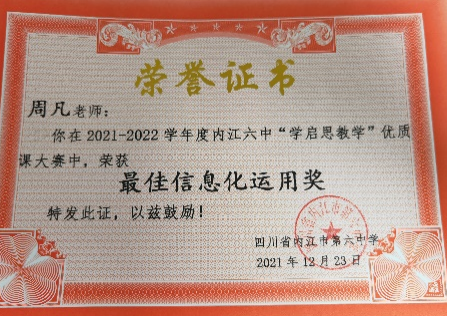 荣誉证书
周凡老师：
你在2021-2022学年度内江六中“学启思教学”优质
课大赛中，荣获
最佳信息化运用奖
特发此证，以兹鼓励！
四川省内江市第六中学
2021年12月23日